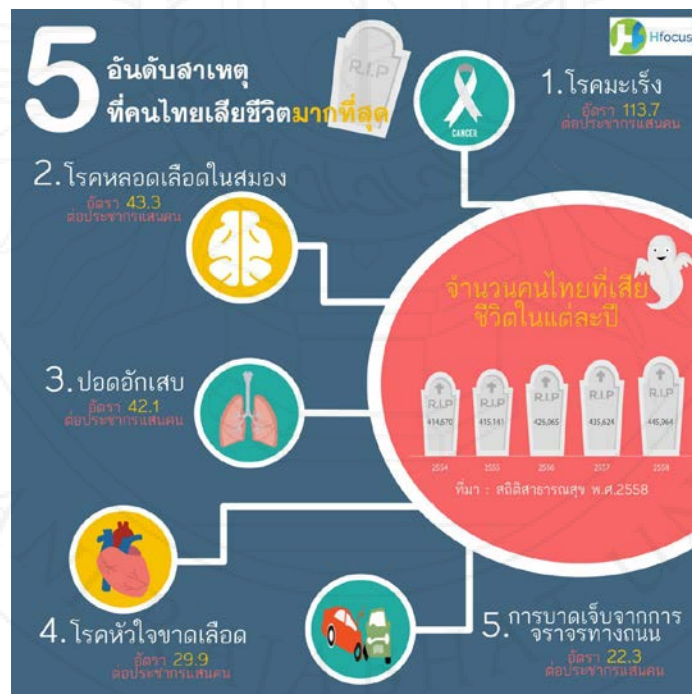 5
อันดับสาเหตุ
ที่คนไทยเสียชีวิตมากที่สุด
R.I.P
Hfocus
CANCER
1.โรคมะเร็ง
อัตรา 113.7
ต่อประชากรแสนคน
2.โรคหลอดเลือดในสมอง
อัตรา 43.3
ต่อประชากรแสนคน
3.ปอดอักเสบ
อัตรา 42.1
ต่อประชากรแสนคน
4.โรคหัวใจขาดเลือด
อัตรา 29.9
ต่อประชากรแสนคน
5.การบาดเจ็บจากการ
จราจรทางถนน
อัตรา 22.3
ต่อประชากรแสนคน
จำนวนคนไทยที่เสีย
ชีวิตในแต่ละปี
R.I.P R.I.P R.I.P R.I.P R.I.P
414,670 415,141 426,065 435,624 445,964
2554 2555 2556 2557 2558
ที่มา : สถิติสาธารณสุข พ.ศ.2558